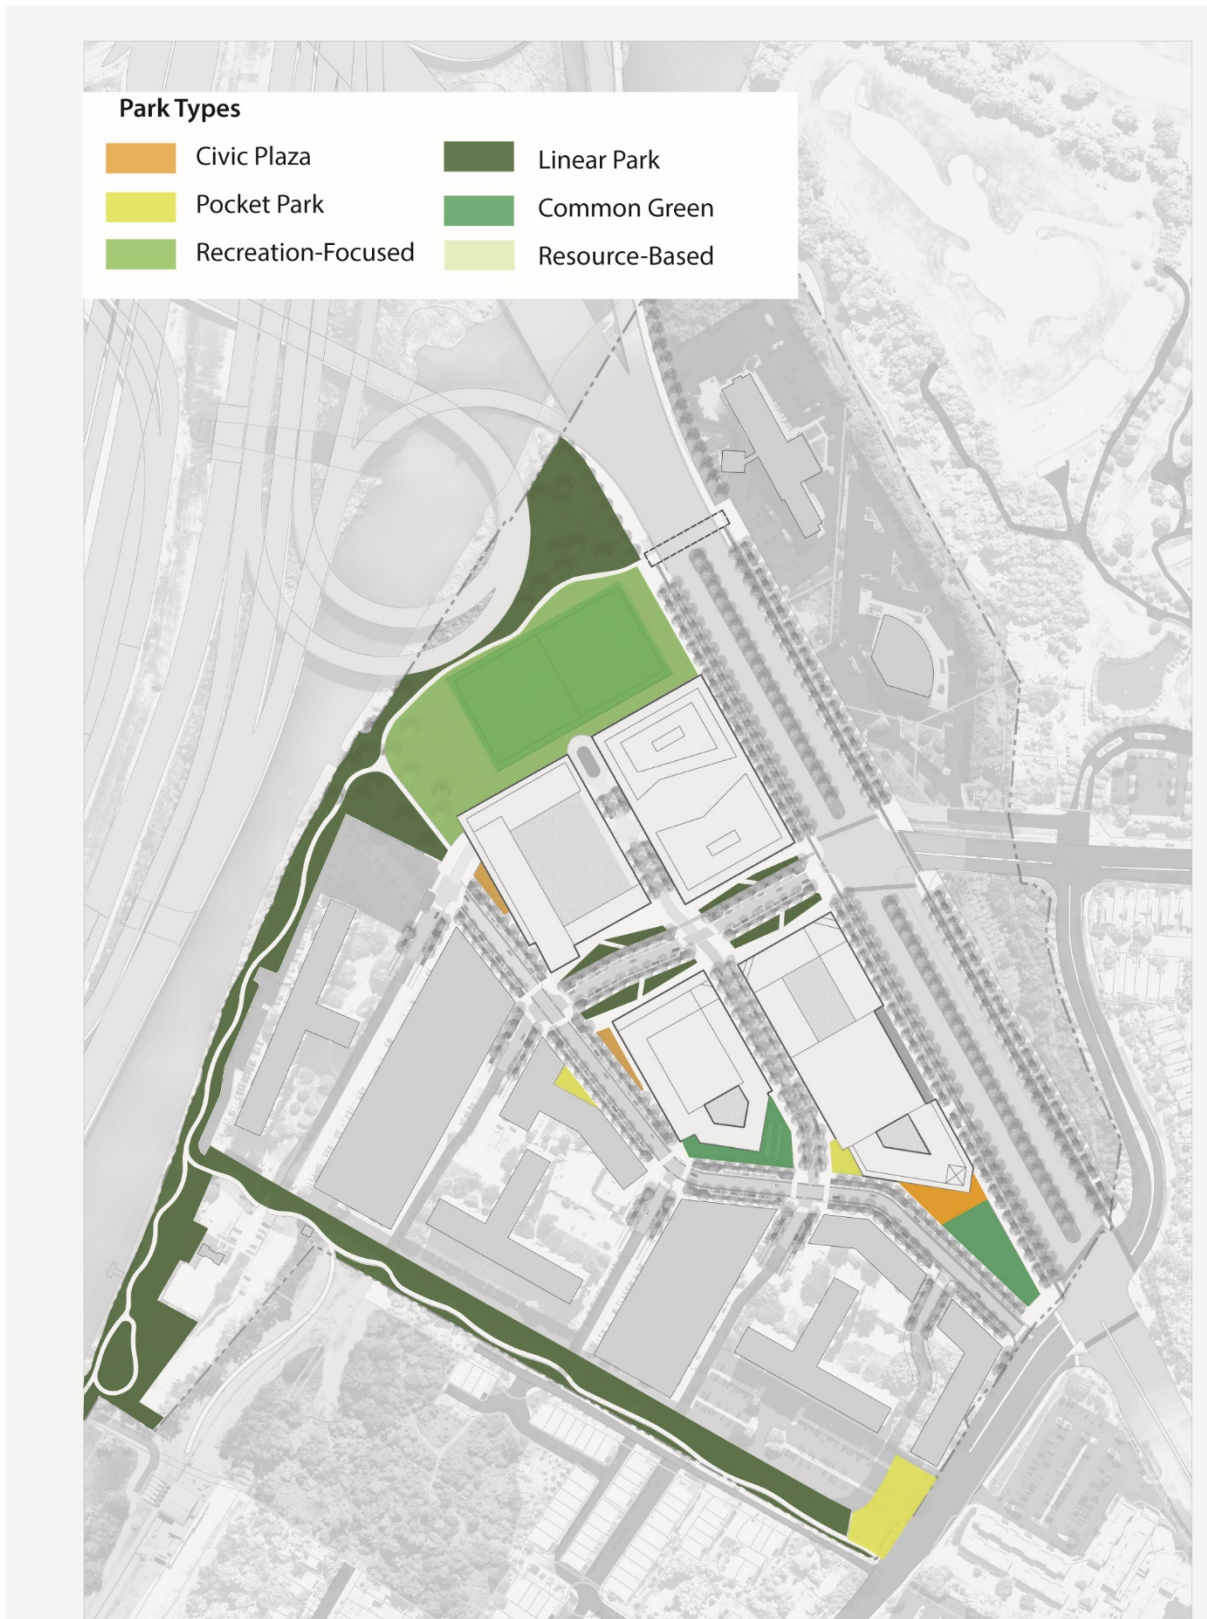 Park Types
Civic Plaza
Pocket Park
Recreation-Focused
Linear Park
Common Green
Resource-Based